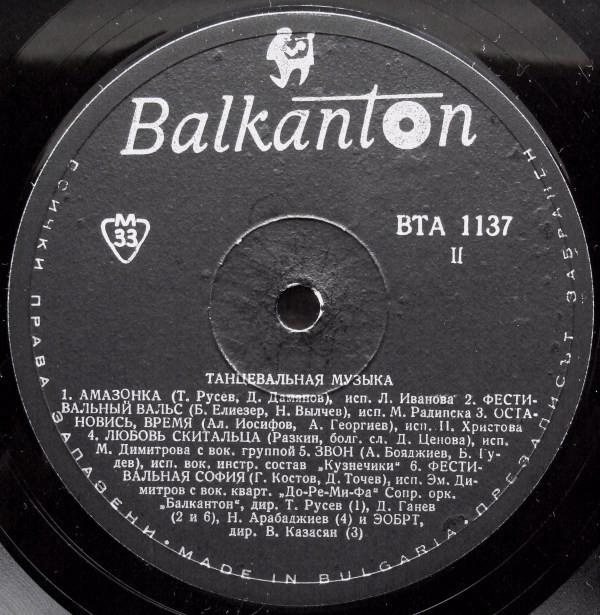 Balkanton
М
33
ВТА 1137
II
ТАНЦЕВАЛЬНАЯ МУЗЫКА
1. АМАЗОНКА (Т. Русев, Д. Дамянов), исп. Л. Иванова 2. ФЕСТИ-
ВАЛЬНЫЙ ВАЛЬС (Б. Елиезер, Н. Вылчев), исп. М. Радипска 3. ОСТА-
НОВИСЬ, ВРЕМЯ (Ал. Иосифов, А. Георгиев), исп. П. Христова
4. ЛЮБОВЬ СКИТАЛЬЦА (Разкин, болг. сл. Д. Ценова), исп.
М. Димитрова с вок. группой 5. ЗВОН (А. Бояджиев, Б. Гу-
дев), исп. вок. инстр. состав „Кузнечики" 6. ФЕСТИ-
ВАЛЬНАЯ СОФИЯ (Г. Костов, Д. Точев), исп. Эм. Ди-
митров с вок. кварт. „До-Ре-Ми-Фа" Сопр. орк.
"Балкантон", дир. Т. Русев (1), Д. Ганев
(2 и 6), Н. Арабаджиев (4) и ЭОБРТ,
дир. В. Казасян (3)
ВСИЧКИ ПРАВА ЗАПАЗЕНИ • MADE IN BULGARIA • ПРЕЗАПИСЪТ ЗАБРАНЕН